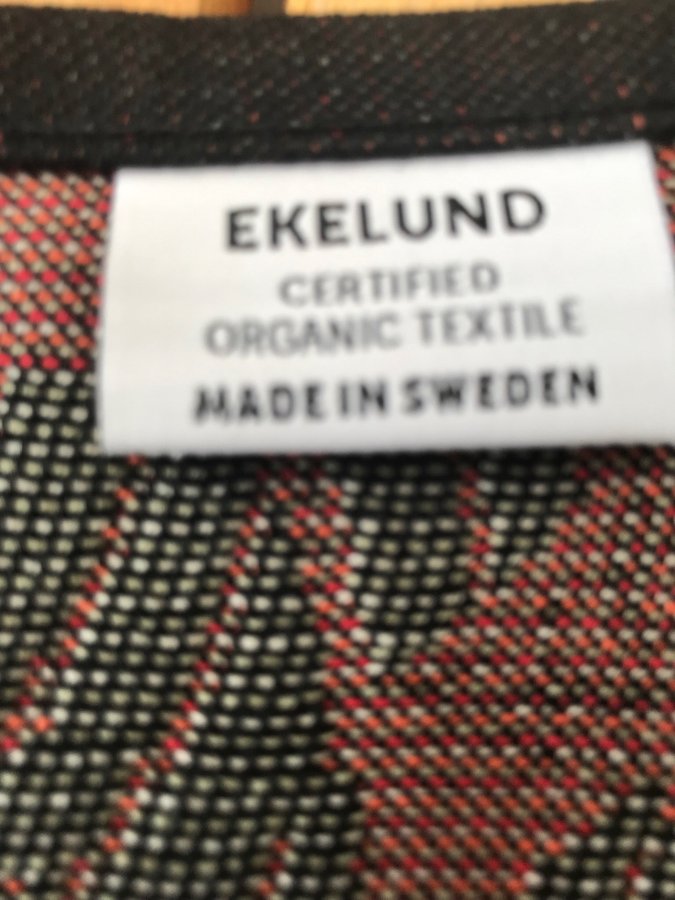 EKELUND
CERTIFIED
ORGANIC TEXTILE
MADE IN SWEDEN